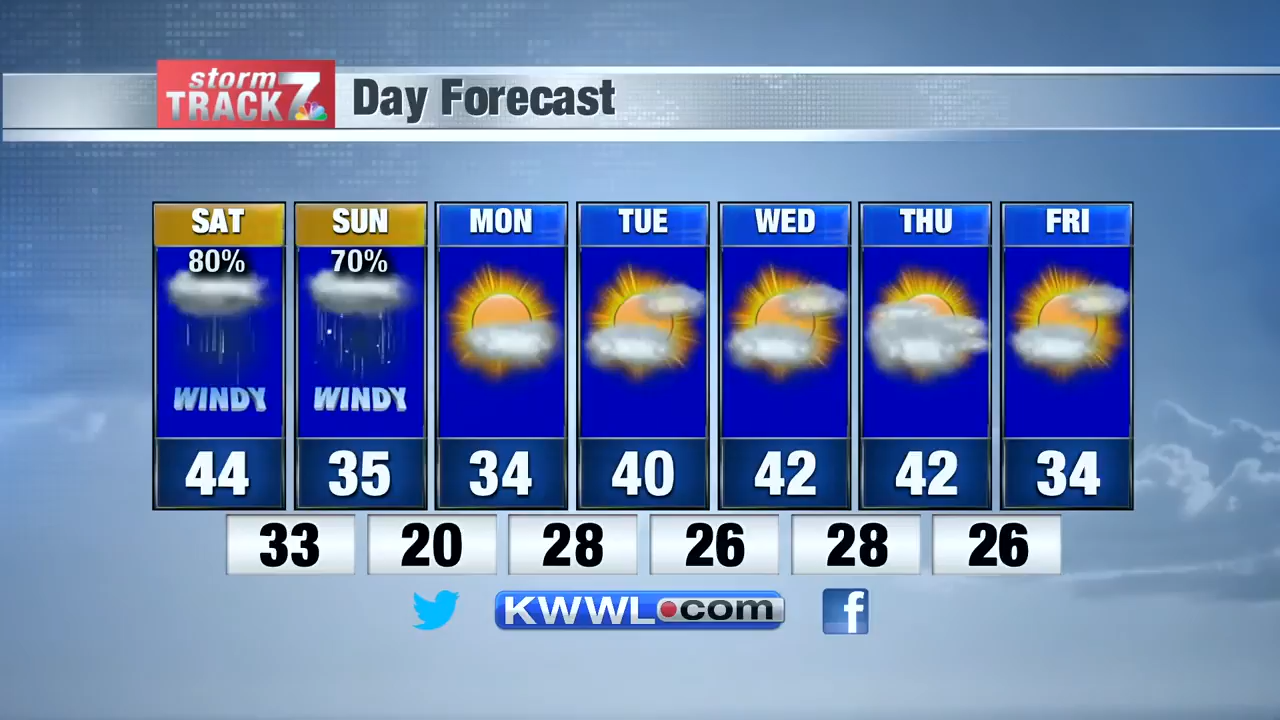 storm
TRACK 7 Day Forecast
SAT SUN MON TUE WED THU FRI
80% 70%
WINDY WINDY
44 35 34 40 42 42 34
33 20 28 26 28 26
KWWL.com f